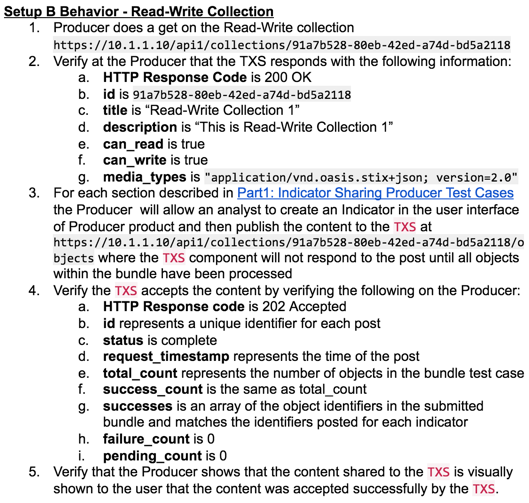 Setup B Behavior - Read-Write Collection
1. Producer does a get on the Read-Write collection
https://10.1.1.10/api1/collections/91a7b528-80eb-42ed-a74d-bd5a2118
2. Verify at the Producer that the TXS responds with the following information:
a. HTTP Response Code is 200 OK
b. id is 91a7b528-80eb-42ed-a74d-bd5a2118
c. title is “Read-Write Collection 1”
d. description is “This is Read-Write Collection 1”
e. can_read is true
f. can_write is true
g. media_types is "application/vnd.oasis.stix+json; version=2.0"
3. For each section described in Part1: Indicator Sharing Producer Test Cases
the Producer will allow an analyst to create an Indicator in the user interface
of Producer product and then publish the content to the TXS at
https://10.1.1.10/api1/collections/91a7b528-80eb-42ed-a74d-bd5a2118/o
bjects where the TXS component will not respond to the post until all objects
within the bundle have been processed
4. Verify the TXS accepts the content by verifying the following on the Producer:
a. HTTP Response code is 202 Accepted
b. id represents a unique identifier for each post
c. status is complete
d. request_timestamp represents the time of the post
e. total_count represents the number of objects in the bundle test case
f. success_count is the same as total_count
g. successes is an array of the object identifiers in the submitted
bundle and matches the identifiers posted for each indicator
h. failure_count is 0
i. pending_count is 0
5. Verify that the Producer shows that the content shared to the TXS is visually
shown to the user that the content was accepted successfully by the TXS.